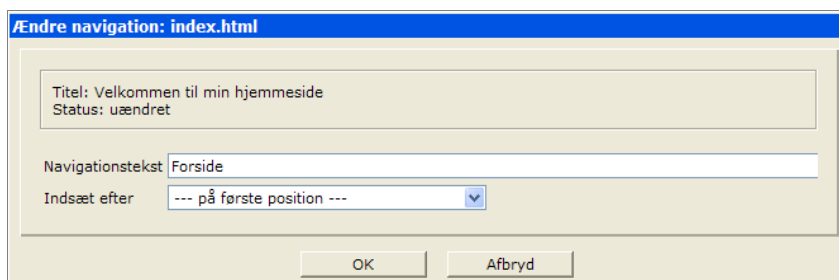 Ændre navigation: index.html
Titel: Velkommen til min hjemmeside
Status: uændret
Navigationstekst Forside
Indsæt efter --- på første position ---
OK Afbryd